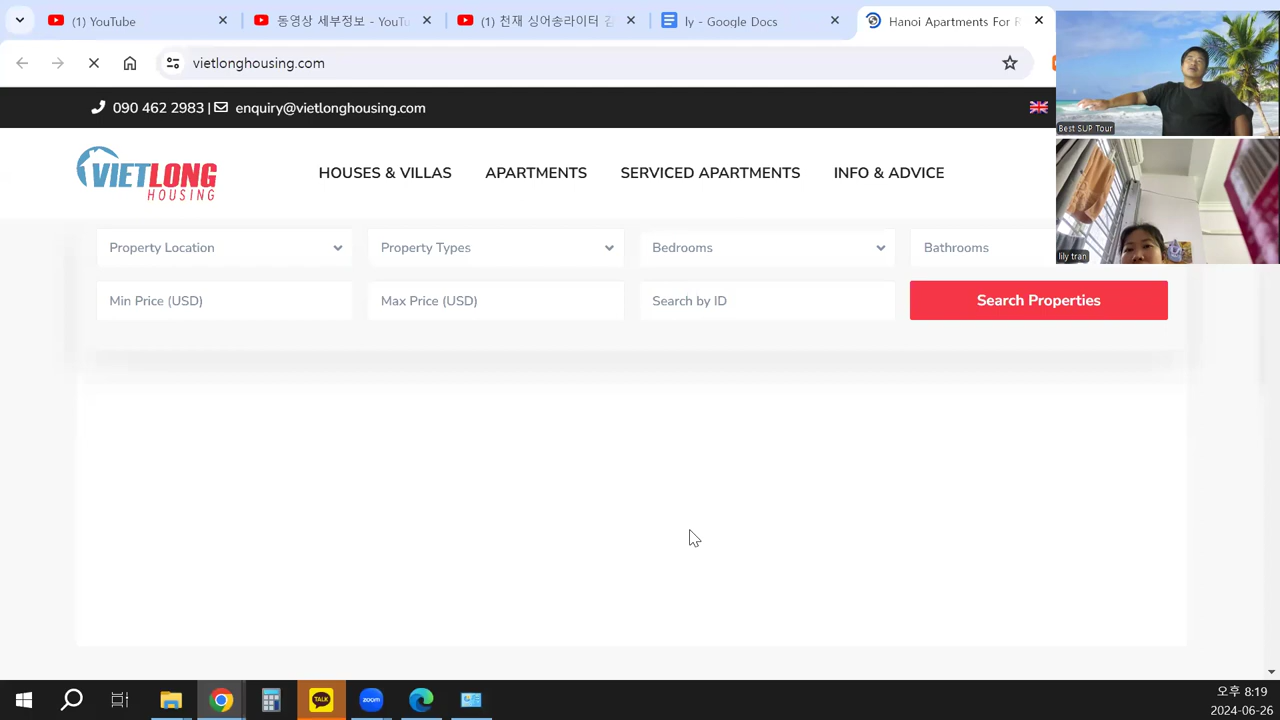 (1) YouTube
동영상 세부정보 - YouTu
(1) 천재 싱어송라이터 김
ly - Google Docs
Hanoi Apartments For R
vietlonghousing.com
090 462 2983 | enquiry@vietlonghousing.com
VIETLONG
HOUSING
HOUSES & VILLAS
APARTMENTS
SERVICED APARTMENTS
INFO & ADVICE
Property Location
Property Types
Bedrooms
Bathrooms
Min Price (USD)
Max Price (USD)
Search by ID
Search Properties
Best SUP Tour
lily tran
TALK
zoom
오후 8:19
2024-06-26